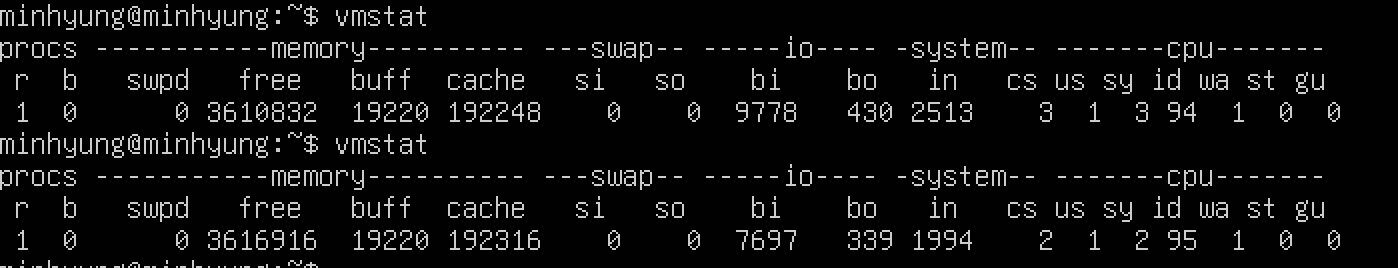 minhyung@minhyung:~$ vmstat
procs -----------memory---------- ---swap-- -----io---- -system-- -------cpu-------
 r  b   swpd   free   buff  cache   si   so    bi    bo   in   cs us sy id wa st gu
 1  0      0 3610832  19220 192248    0    0  9778   430 2513    3  1  3 94  1  0  0
minhyung@minhyung:~$ vmstat
procs -----------memory---------- ---swap-- -----io---- -system-- -------cpu-------
 r  b   swpd   free   buff  cache   si   so    bi    bo   in   cs us sy id wa st gu
 1  0      0 3616916  19220 192316    0    0  7697   339 1994    2  1  2 95  1  0  0
minhyung@minhyung:~$